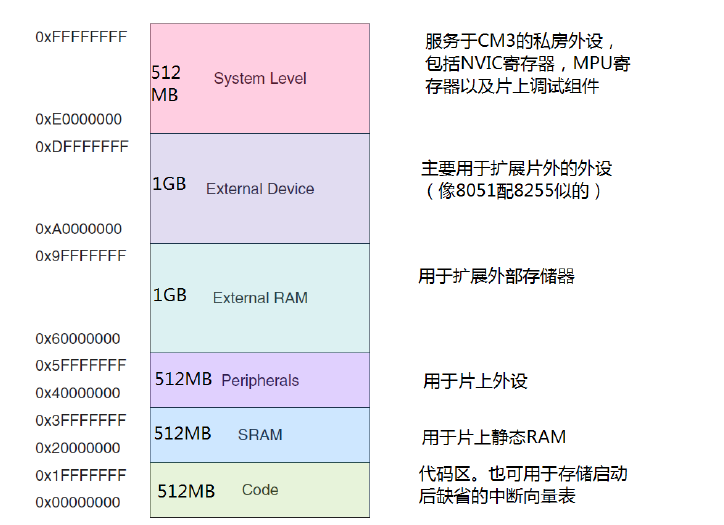 0xFFFFFFFF
512
MB
System Level
服务于CM3的私房外设，
包括NVIC寄存器，MPU寄
存器以及片上调试组件
0xE0000000
0xDFFFFFFF
1GB External Device
主要用于扩展片外的外设
（像8051配8255似的）
0xA0000000
0x9FFFFFFF
1GB External RAM
用于扩展外部存储器
0x60000000
0x5FFFFFFF
512MB Peripherals
用于片上外设
0x40000000
0x3FFFFFFF
512MB SRAM
用于片上静态RAM
0x20000000
0x1FFFFFFF
512MB Code
代码区。也可用于存储启动
后缺省的中断向量表
0x00000000